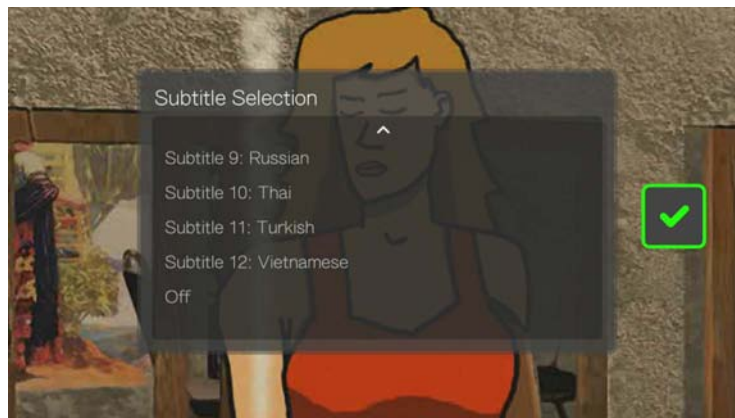 Subtitle Selection
Subtitle 9: Russian
Subtitle 10: Thai
Subtitle 11: Turkish
Subtitle 12: Vietnamese
Off